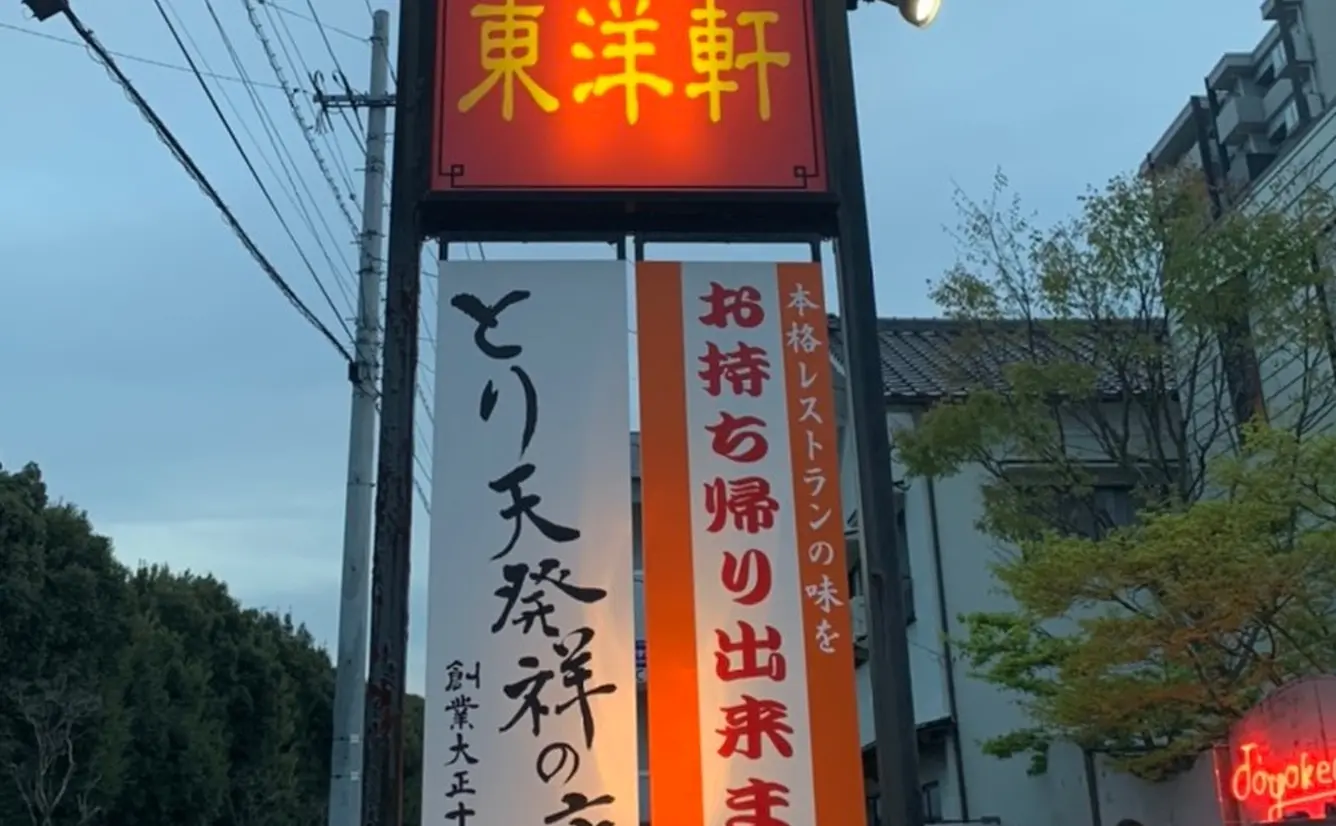 東洋軒
本格レストランの味を
お持ち帰り出来ま
とり天発祥の
創業大正十